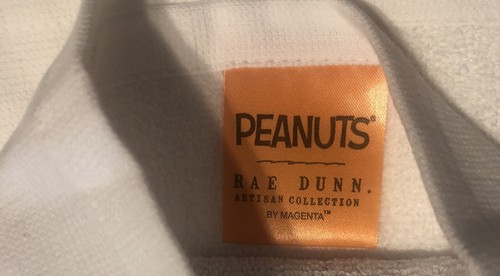 PEANUTS®
RAE DUNN.
ARTISAN COLLECTION
BY MAGENTA™